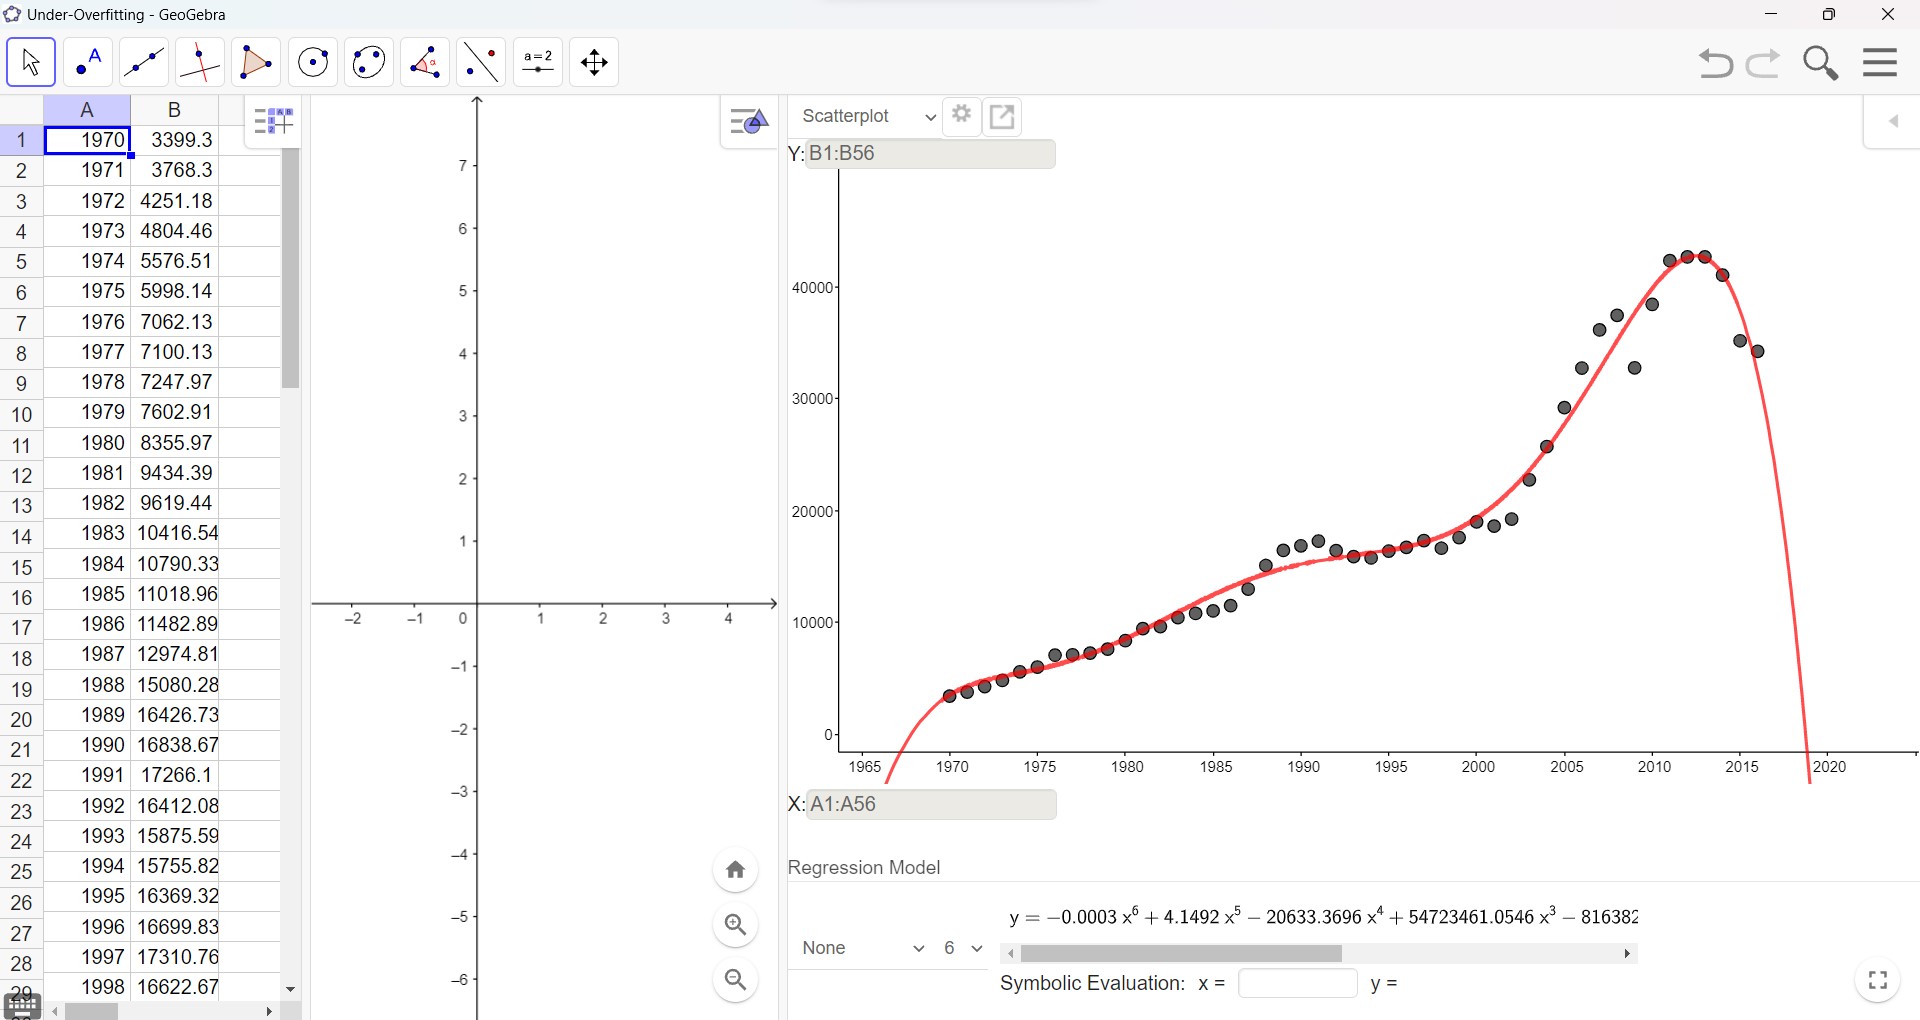 Under-Overfitting - GeoGebra
A
a = 2
α
A B
1 1970 3399.3
2 1971 3768.3
3 1972 4251.18
4 1973 4804.46
5 1974 5576.51
6 1975 5998.14
7 1976 7062.13
8 1977 7100.13
9 1978 7247.97
10 1979 7602.91
11 1980 8355.97
12 1981 9434.39
13 1982 9619.44
14 1983 10416.54
15 1984 10790.33
16 1985 11018.96
17 1986 11482.89
18 1987 12974.81
19 1988 15080.28
20 1989 16426.73
21 1990 16838.67
22 1991 17266.1
23 1992 16412.08
24 1993 15875.59
25 1994 15755.82
26 1995 16369.32
27 1996 16699.83
28 1997 17310.76
29 1998 16622.67
7
6
5
4
3
2
1
–2 –1 0 1 2 3 4
–1
–2
–3
–4
–5
–6
Scatterplot
Y: B1:B56
40000
30000
20000
10000
0
1965 1970 1975 1980 1985 1990 1995 2000 2005 2010 2015 2020
X: A1:A56
Regression Model
y = −0.0003 x⁶ + 4.1492 x⁵ − 20633.3696 x⁴ + 54723461.0546 x³ − 816382
None 6
Symbolic Evaluation: x = y =